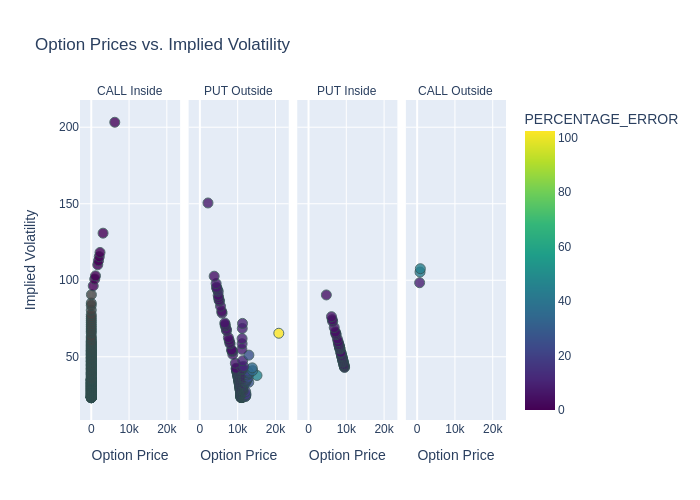 Option Prices vs. Implied Volatility
CALL Inside
PUT Outside
PUT Inside
CALL Outside
PERCENTAGE_ERROR
200
150
100
50
Implied Volatility
0 10k 20k
0 10k 20k
0 10k 20k
0 10k 20k
Option Price
Option Price
Option Price
Option Price
100
80
60
40
20
0